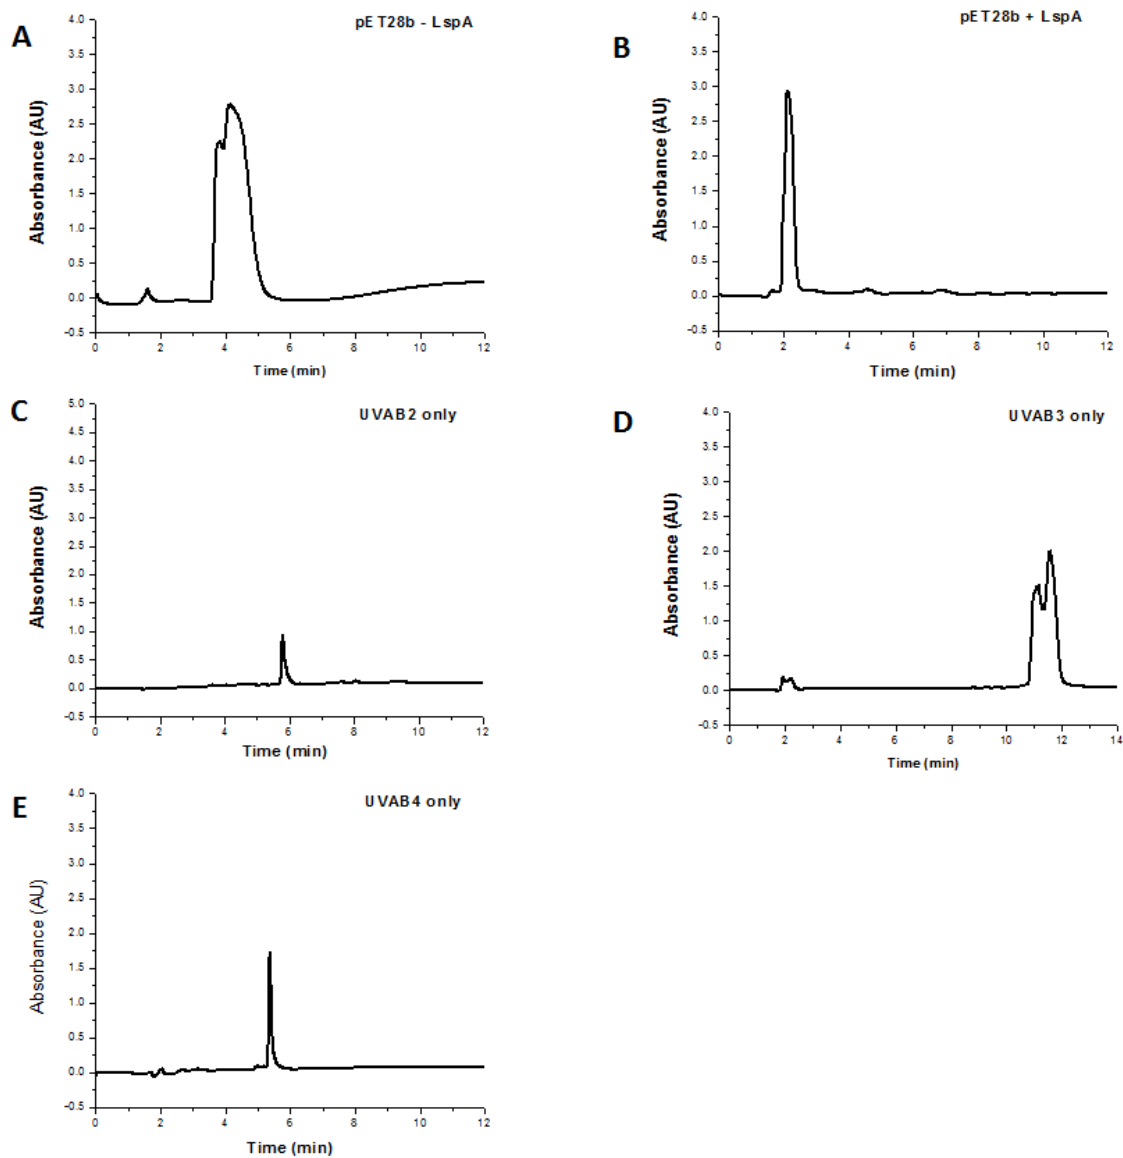 A
pET28b - LspA
Absorbance (AU)
4.0
3.5
3.0
2.5
2.0
1.5
1.0
0.5
0.0
-0.5
0 2 4 6 8 10 12
Time (min)
B
pET28b + LspA
Absorbance (AU)
4.0
3.5
3.0
2.5
2.0
1.5
1.0
0.5
0.0
-0.5
0 2 4 6 8 10 12
Time (min)
C
UVAB2 only
Absorbance (AU)
5.0
4.5
4.0
3.5
3.0
2.5
2.0
1.5
1.0
0.5
0.0
-0.5
0 2 4 6 8 10 12
Time (min)
D
UVAB3 only
Absorbance (AU)
4.0
3.5
3.0
2.5
2.0
1.5
1.0
0.5
0.0
-0.5
0 2 4 6 8 10 12 14
Time (min)
E
UVAB4 only
Absorbance (AU)
4.0
3.5
3.0
2.5
2.0
1.5
1.0
0.5
0.0
-0.5
0 2 4 6 8 10 12
Time (min)